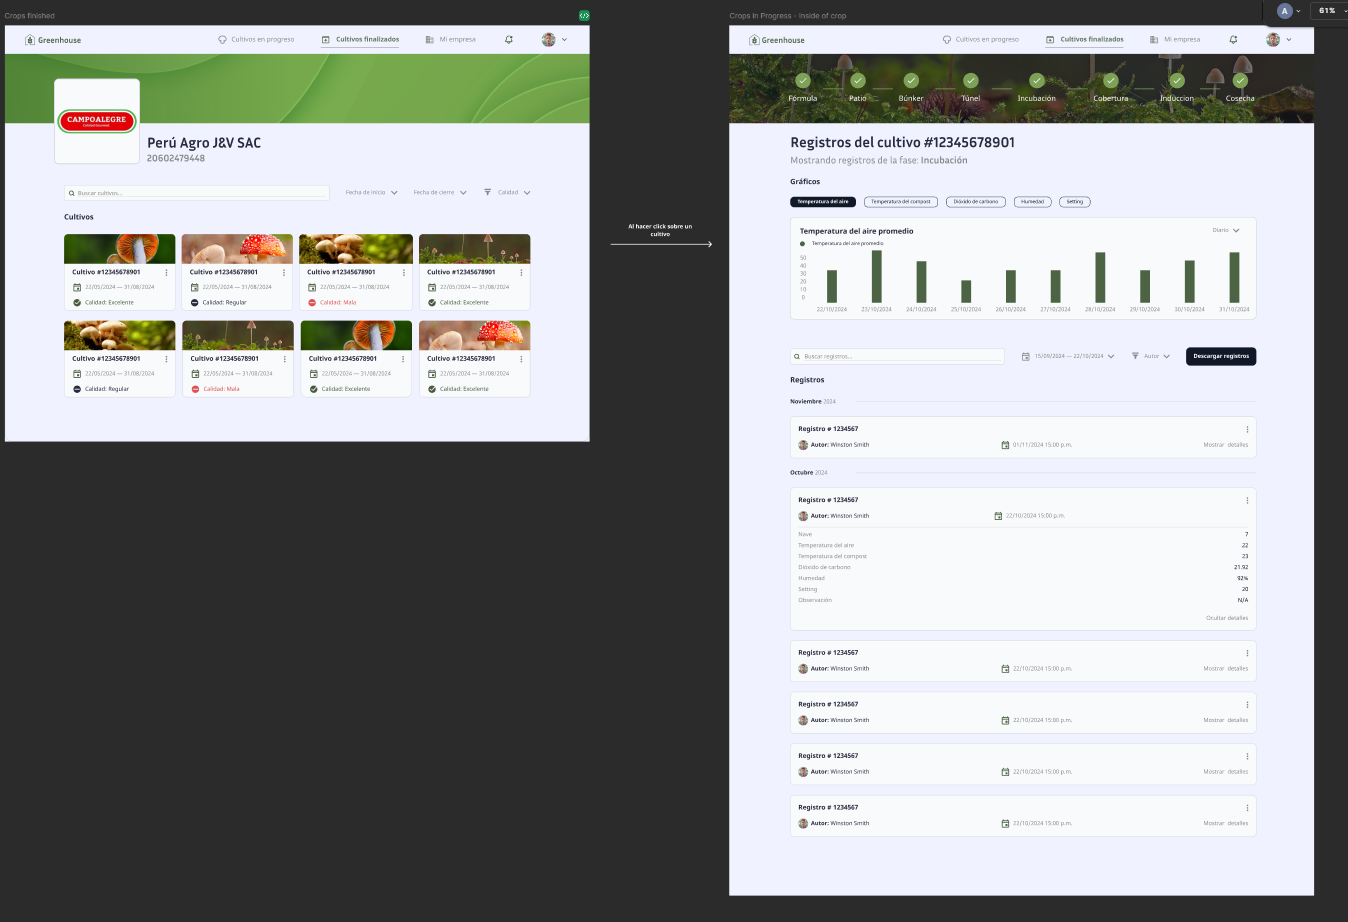 Crops finished
Greenhouse
Cultivos en progreso
Cultivos finalizados
Mi empresa
CAMPOALEGRE
Perú Agro J&V SAC
20602479448
Buscar cultivos...
Fecha de inicio
Fecha de cierre
Calidad
Cultivos
Cultivo #12345678901
22/05/2024 — 31/08/2024
Calidad: Excelente
Cultivo #12345678901
22/05/2024 — 31/08/2024
Calidad: Regular
Cultivo #12345678901
22/05/2024 — 31/08/2024
Calidad: Mala
Cultivo #12345678901
22/05/2024 — 31/08/2024
Calidad: Excelente
Cultivo #12345678901
22/05/2024 — 31/08/2024
Calidad: Regular
Cultivo #12345678901
22/05/2024 — 31/08/2024
Calidad: Mala
Cultivo #12345678901
22/05/2024 — 31/08/2024
Calidad: Excelente
Cultivo #12345678901
22/05/2024 — 31/08/2024
Calidad: Excelente
Al hacer click sobre un
cultivo
A
61%
Crops In Progress - Inside of crop
Greenhouse
Cultivos en progreso
Cultivos finalizados
Mi empresa
Fórmula
Patio
Búnker
Túnel
Incubación
Cobertura
Inducción
Cosecha
Registros del cultivo #12345678901
Mostrando registros de la fase: Incubación
Gráficos
Temperatura del aire
Temperatura del compost
Dióxido de carbono
Humedad
Setting
Temperatura del aire promedio
Diario
Temperatura del aire promedio
50
40
30
20
10
0
22/10/2024
23/10/2024
24/10/2024
25/10/2024
26/10/2024
27/10/2024
28/10/2024
29/10/2024
30/10/2024
31/10/2024
Buscar registros...
15/09/2024 — 22/15/2024
Autor
Descargar registros
Registros
Noviembre 2024
Registro # 1234567
Autor: Winston Smith
01/11/2024 15:00 p.m.
Mostrar detalles
Octubre 2024
Registro # 1234567
Autor: Winston Smith
22/10/2024 15:00 p.m.
Nave 7
Temperatura del aire 22
Temperatura del compost 23
Dióxido de carbono 21.92
Humedad 92%
Setting 20
Observación N/A
Ocultar detalles
Registro # 1234567
Autor: Winston Smith
22/10/2024 15:00 p.m.
Mostrar detalles
Registro # 1234567
Autor: Winston Smith
22/10/2024 15:00 p.m.
Mostrar detalles
Registro # 1234567
Autor: Winston Smith
22/10/2024 15:00 p.m.
Mostrar detalles
Registro # 1234567
Autor: Winston Smith
22/10/2024 15:00 p.m.
Mostrar detalles